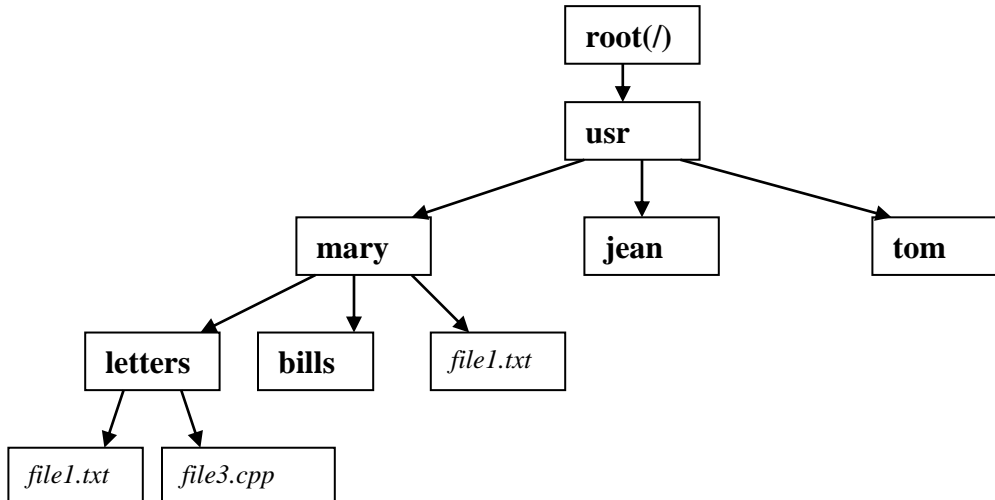 root(/)
usr
mary
jean
tom
letters
bills
file1.txt
file1.txt
file3.cpp